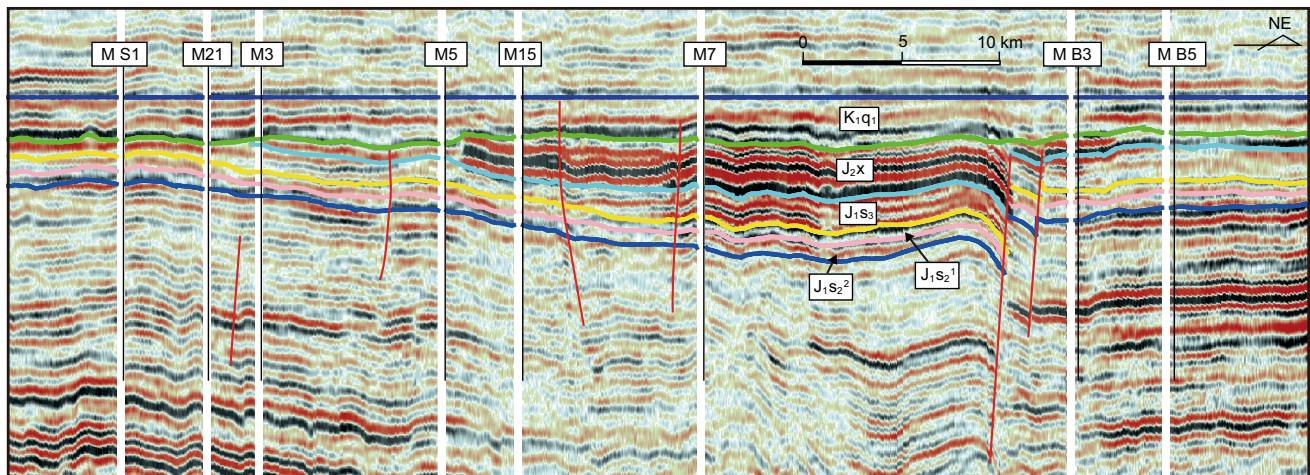 NE
0 5 10 km
M S1 M21 M3 M5 M15 M7 M B3 M B5
K₁q₁
J₂x
J₁s₃
J₁s₂¹
J₁s₂²